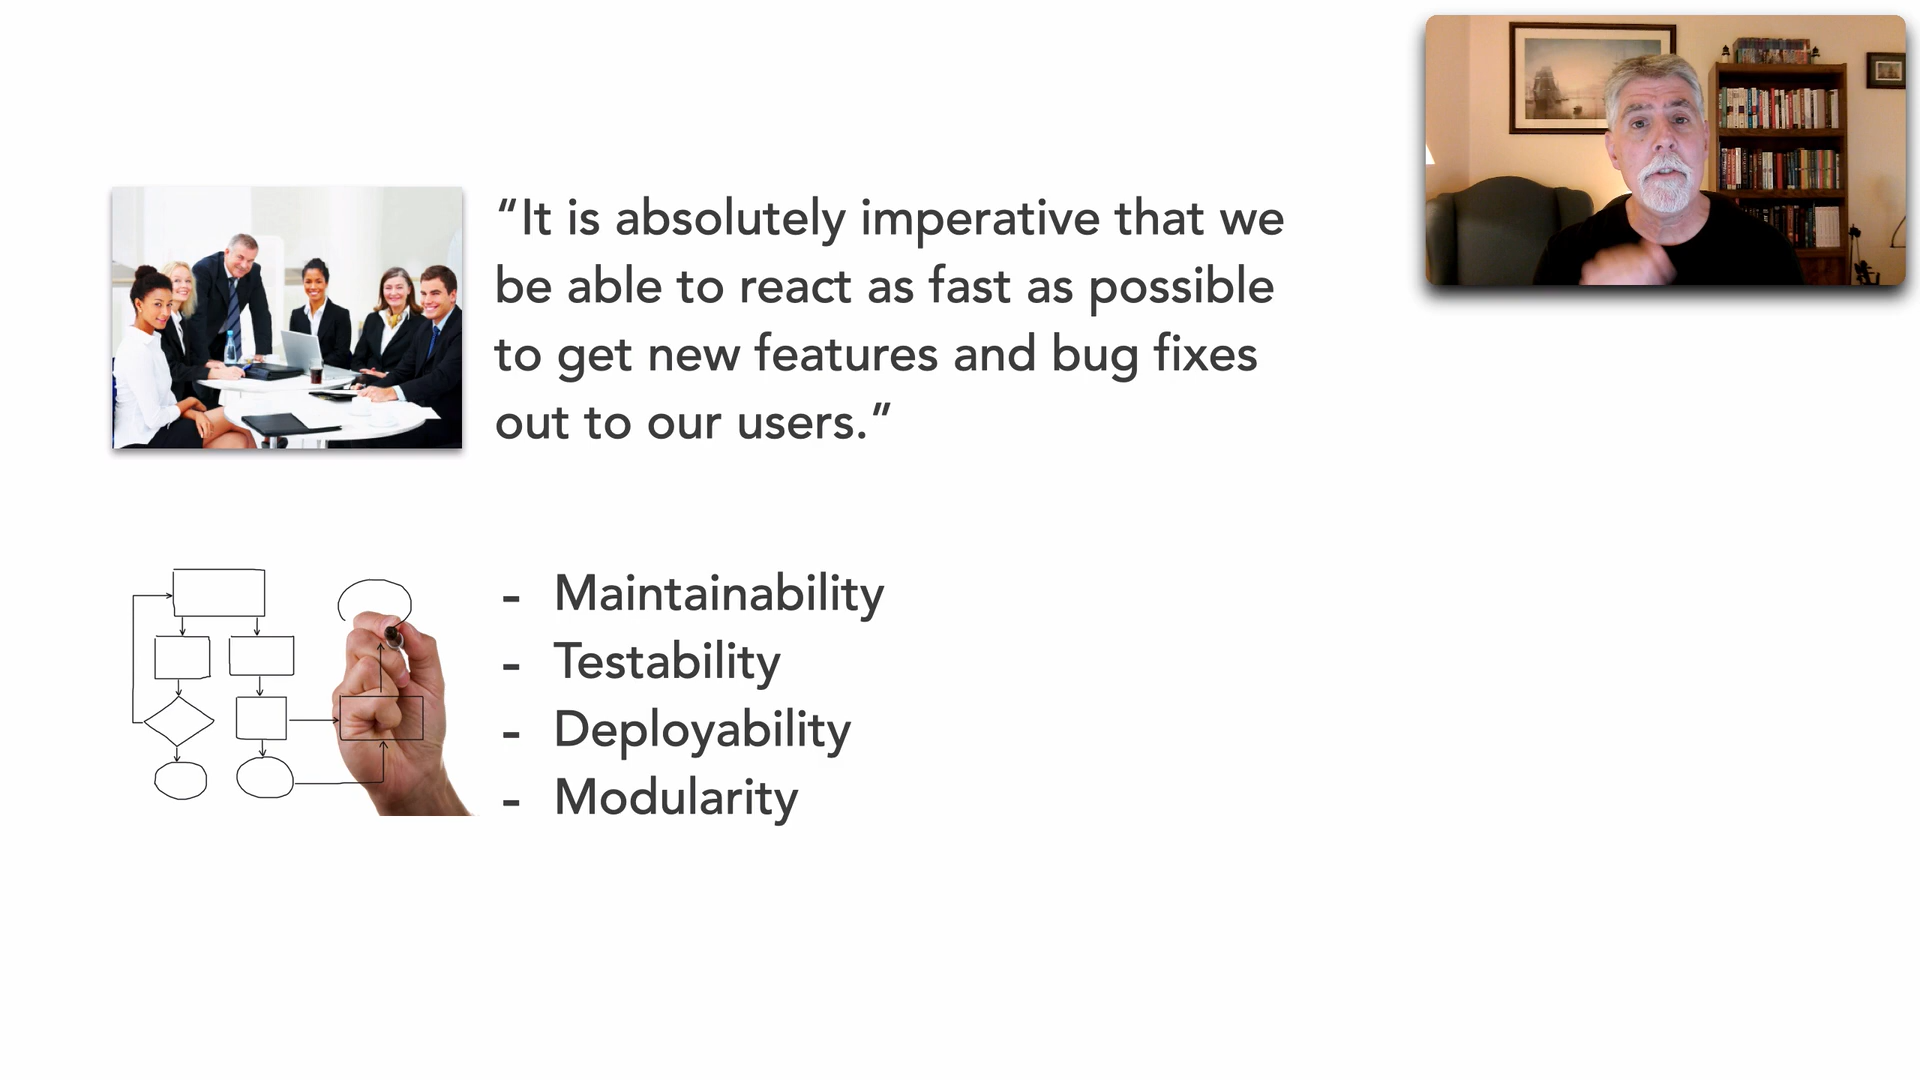 “It is absolutely imperative that we
be able to react as fast as possible
to get new features and bug fixes
out to our users.”
- Maintainability
- Testability
- Deployability
- Modularity